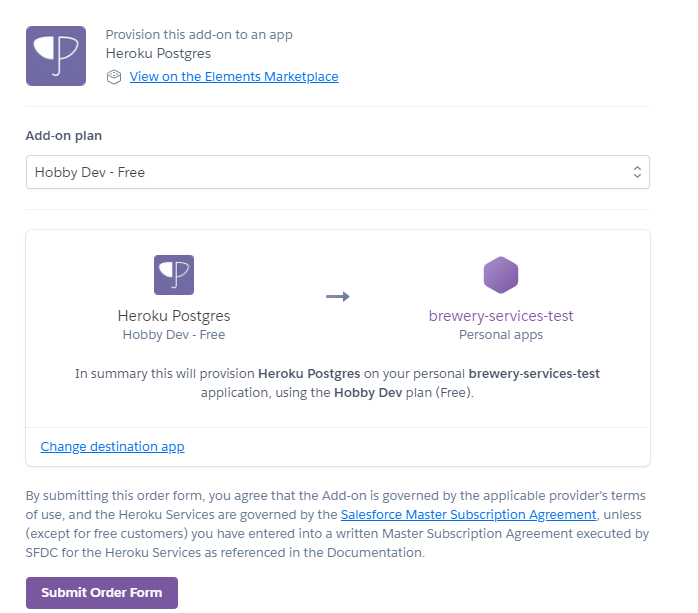 Provision this add-on to an app
Heroku Postgres
View on the Elements Marketplace
Add-on plan
Hobby Dev - Free
Heroku Postgres
Hobby Dev - Free
brewery-services-test
Personal apps
In summary this will provision Heroku Postgres on your personal brewery-services-test
application, using the Hobby Dev plan (Free).
Change destination app
By submitting this order form, you agree that the Add-on is governed by the applicable provider's terms
of use, and the Heroku Services are governed by the Salesforce Master Subscription Agreement, unless
(except for free customers) you have entered into a written Master Subscription Agreement executed by
SFDC for the Heroku Services as referenced in the Documentation.
Submit Order Form